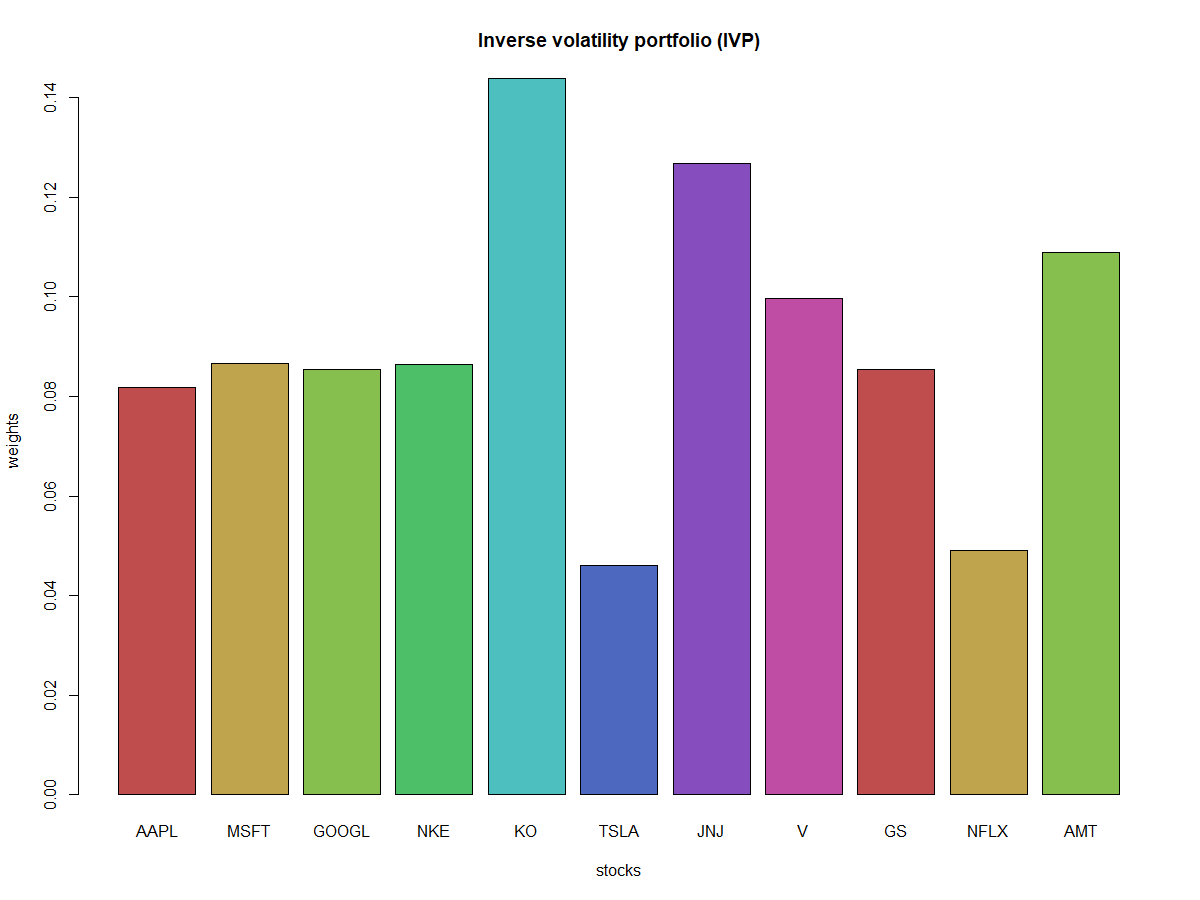 Inverse volatility portfolio (IVP)
weights
0.14
0.12
0.10
0.08
0.06
0.04
0.02
0.00
AAPL MSFT GOOGL NKE KO TSLA JNJ V GS NFLX AMT
stocks